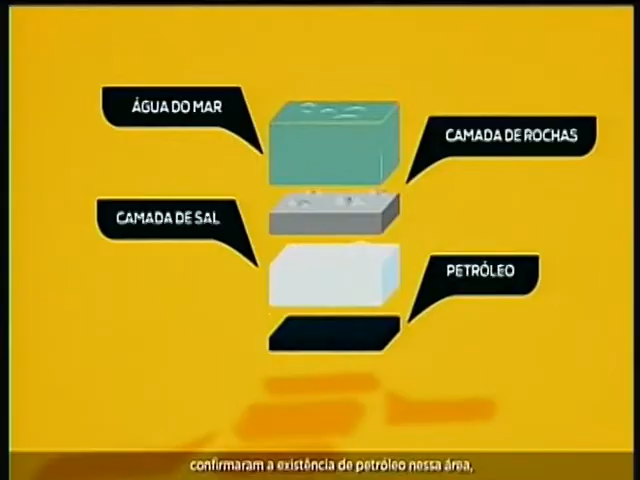 ÁGUA DO MAR
CAMADA DE ROCHAS
CAMADA DE SAL
PETRÓLEO
confirmaram a existência de petróleo nessa área,